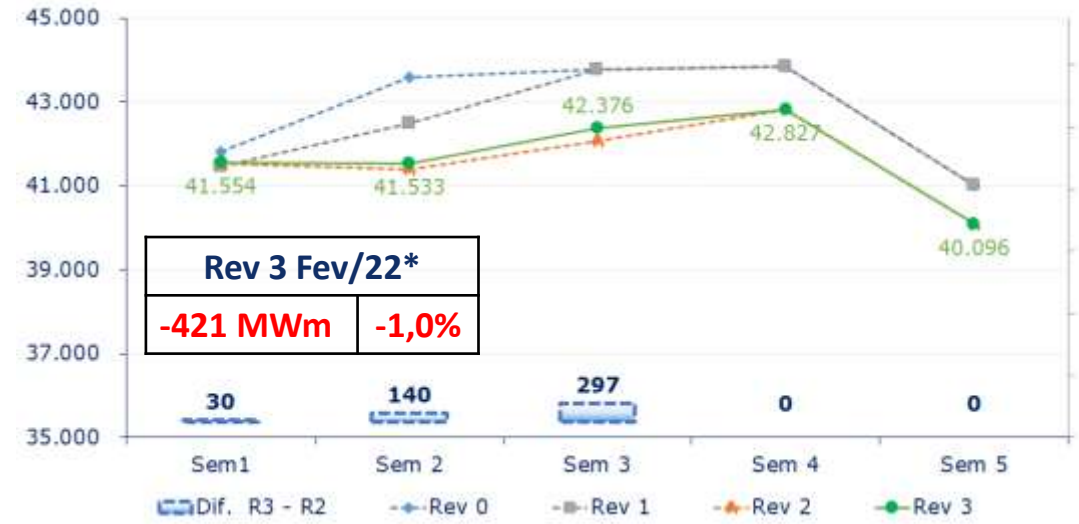 45.000
43.000
41.000
39.000
37.000
35.000
42.376
42.827
41.554
41.533
40.096
Rev 3 Fev/22*
-421 MWm -1,0%
30 140 297 0 0
Sem1 Sem 2 Sem 3 Sem 4 Sem 5
Dif. R3 - R2 Rev 0 Rev 1 Rev 2 Rev 3